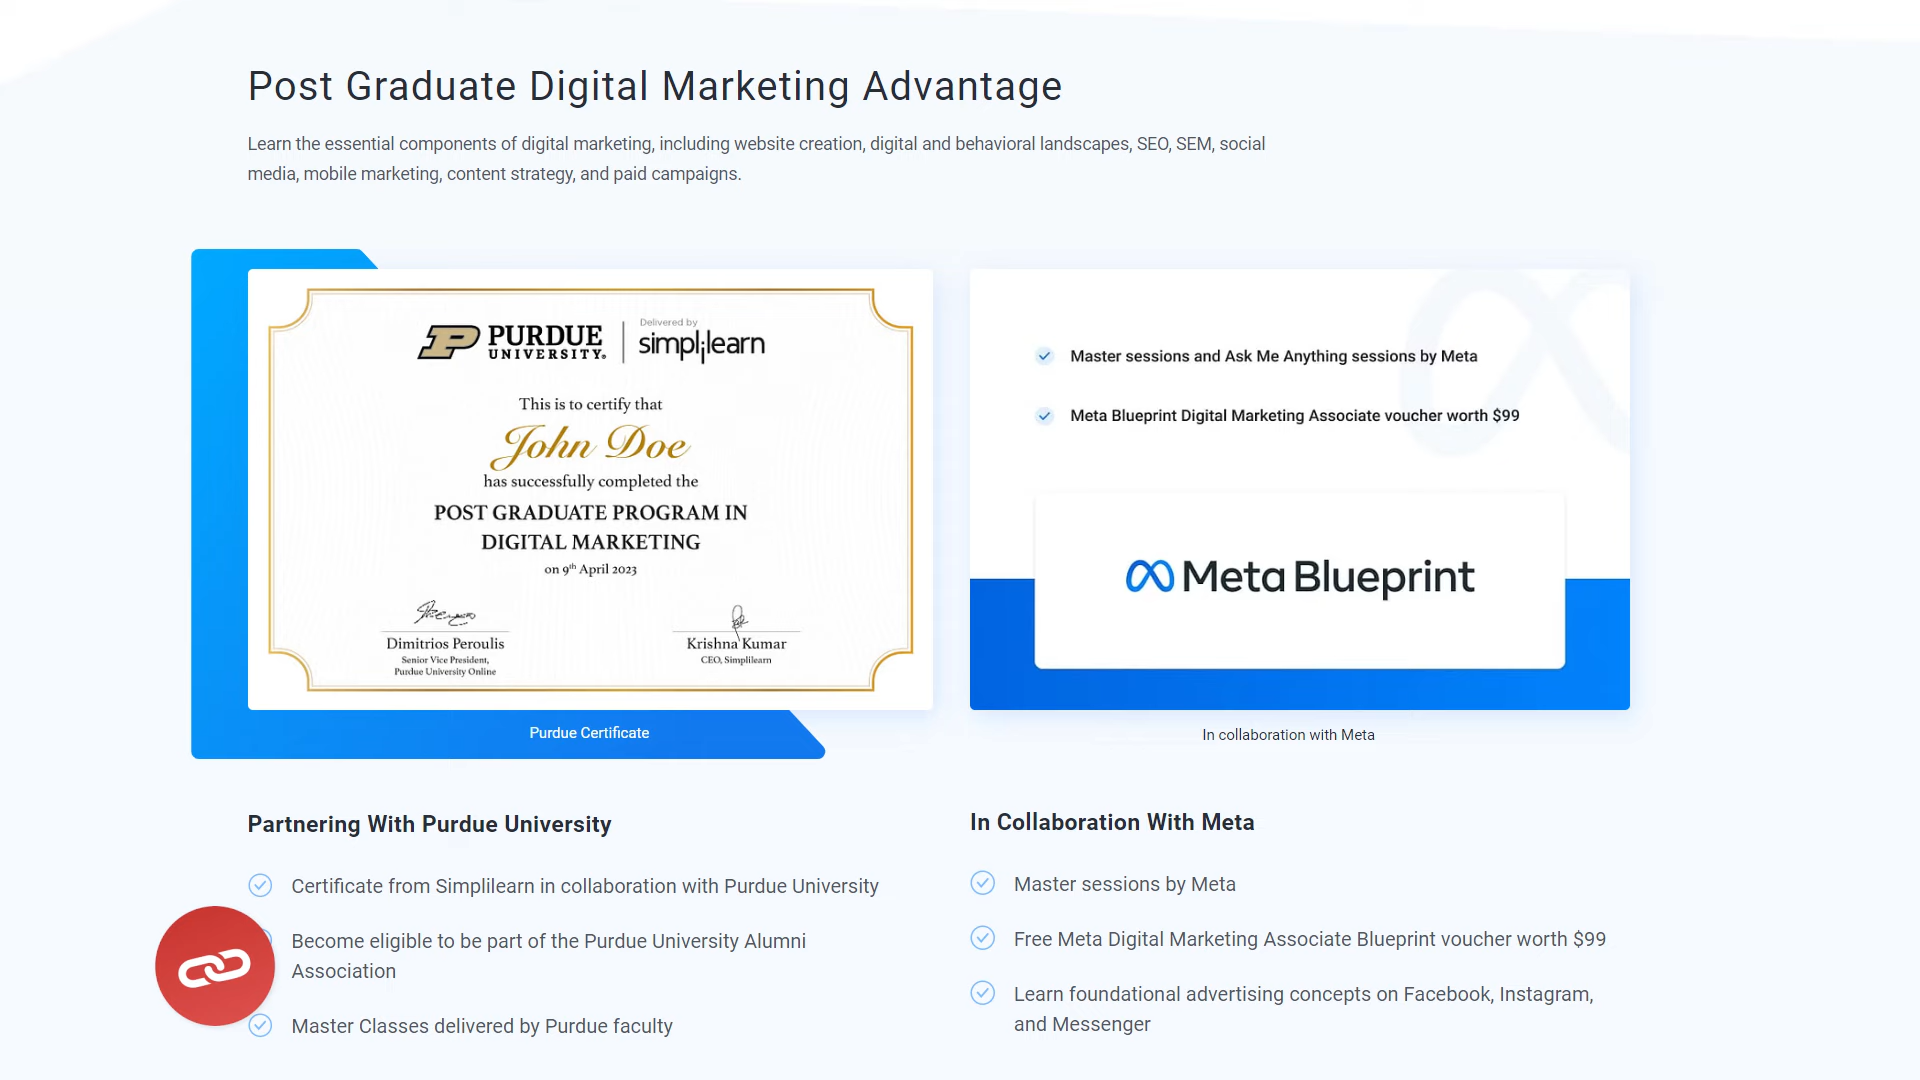 Post Graduate Digital Marketing Advantage
Learn the essential components of digital marketing, including website creation, digital and behavioral landscapes, SEO, SEM, social
media, mobile marketing, content strategy, and paid campaigns.
PURDUE
UNIVERSITY®
Delivered by
simplilearn
This is to certify that
John Doe
has successfully completed the
POST GRADUATE PROGRAM IN
DIGITAL MARKETING
on 9th April 2023
Dimitrios Peroulis
Senior Vice President,
Purdue University Online
Krishna Kumar
CEO, Simplilearn
Purdue Certificate
Master sessions and Ask Me Anything sessions by Meta
Meta Blueprint Digital Marketing Associate voucher worth $99
Meta Blueprint
In collaboration with Meta
Partnering With Purdue University
Certificate from Simplilearn in collaboration with Purdue University
Become eligible to be part of the Purdue University Alumni
Association
Master Classes delivered by Purdue faculty
In Collaboration With Meta
Master sessions by Meta
Free Meta Digital Marketing Associate Blueprint voucher worth $99
Learn foundational advertising concepts on Facebook, Instagram,
and Messenger